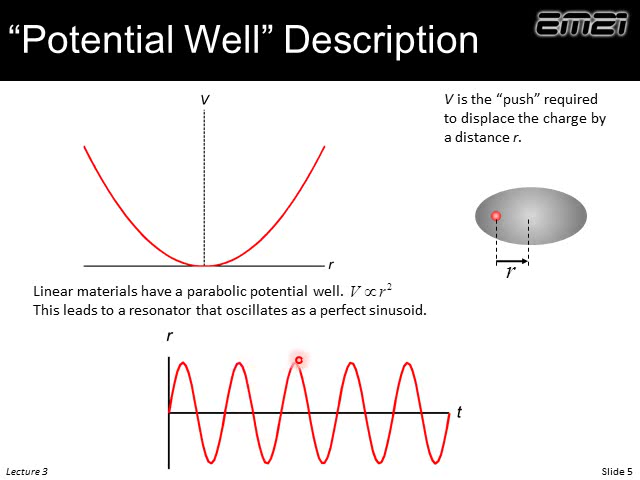 “Potential Well” Description
EM21
V
V is the “push” required
to displace the charge by
a distance r.
r
r
Linear materials have a parabolic potential well. V ∝ r²
This leads to a resonator that oscillates as a perfect sinusoid.
r
t
Lecture 3
Slide 5